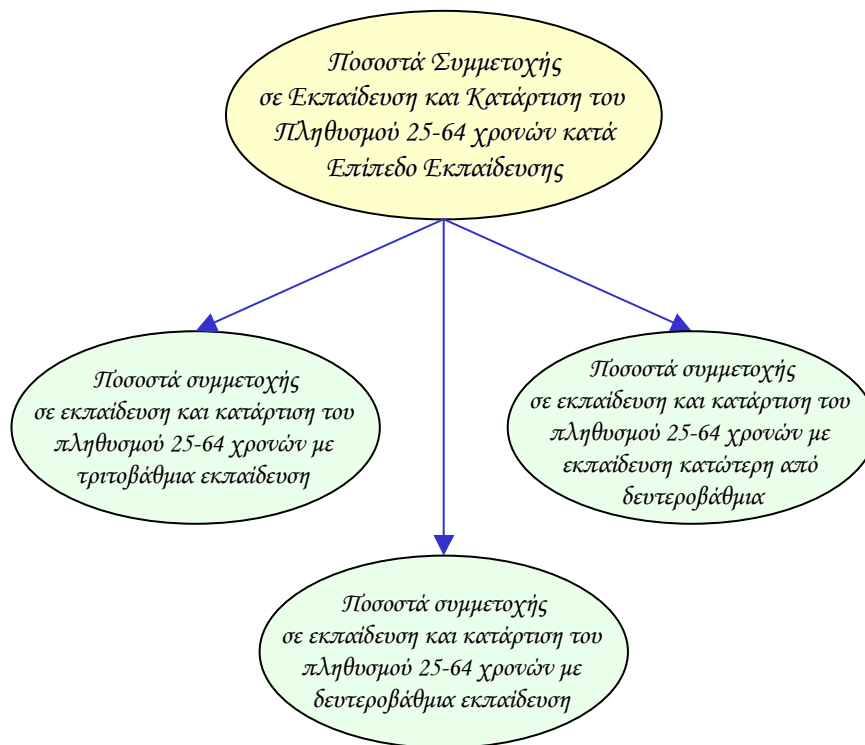 Ποσοστά Συμμετοχής
σε Εκπαίδευση και Κατάρτιση του
Πληθυσμού 25-64 χρονών κατά
Επίπεδο Εκπαίδευσης
Ποσοστά συμμετοχής
σε εκπαίδευση και κατάρτιση του
πληθυσμού 25-64 χρονών με
τριτοβάθμια εκπαίδευση
Ποσοστά συμμετοχής
σε εκπαίδευση και κατάρτιση του
πληθυσμού 25-64 χρονών με
εκπαίδευση κατώτερη από
δευτεροβάθμια
Ποσοστά συμμετοχής
σε εκπαίδευση και κατάρτιση του
πληθυσμού 25-64 χρονών με
δευτεροβάθμια εκπαίδευση